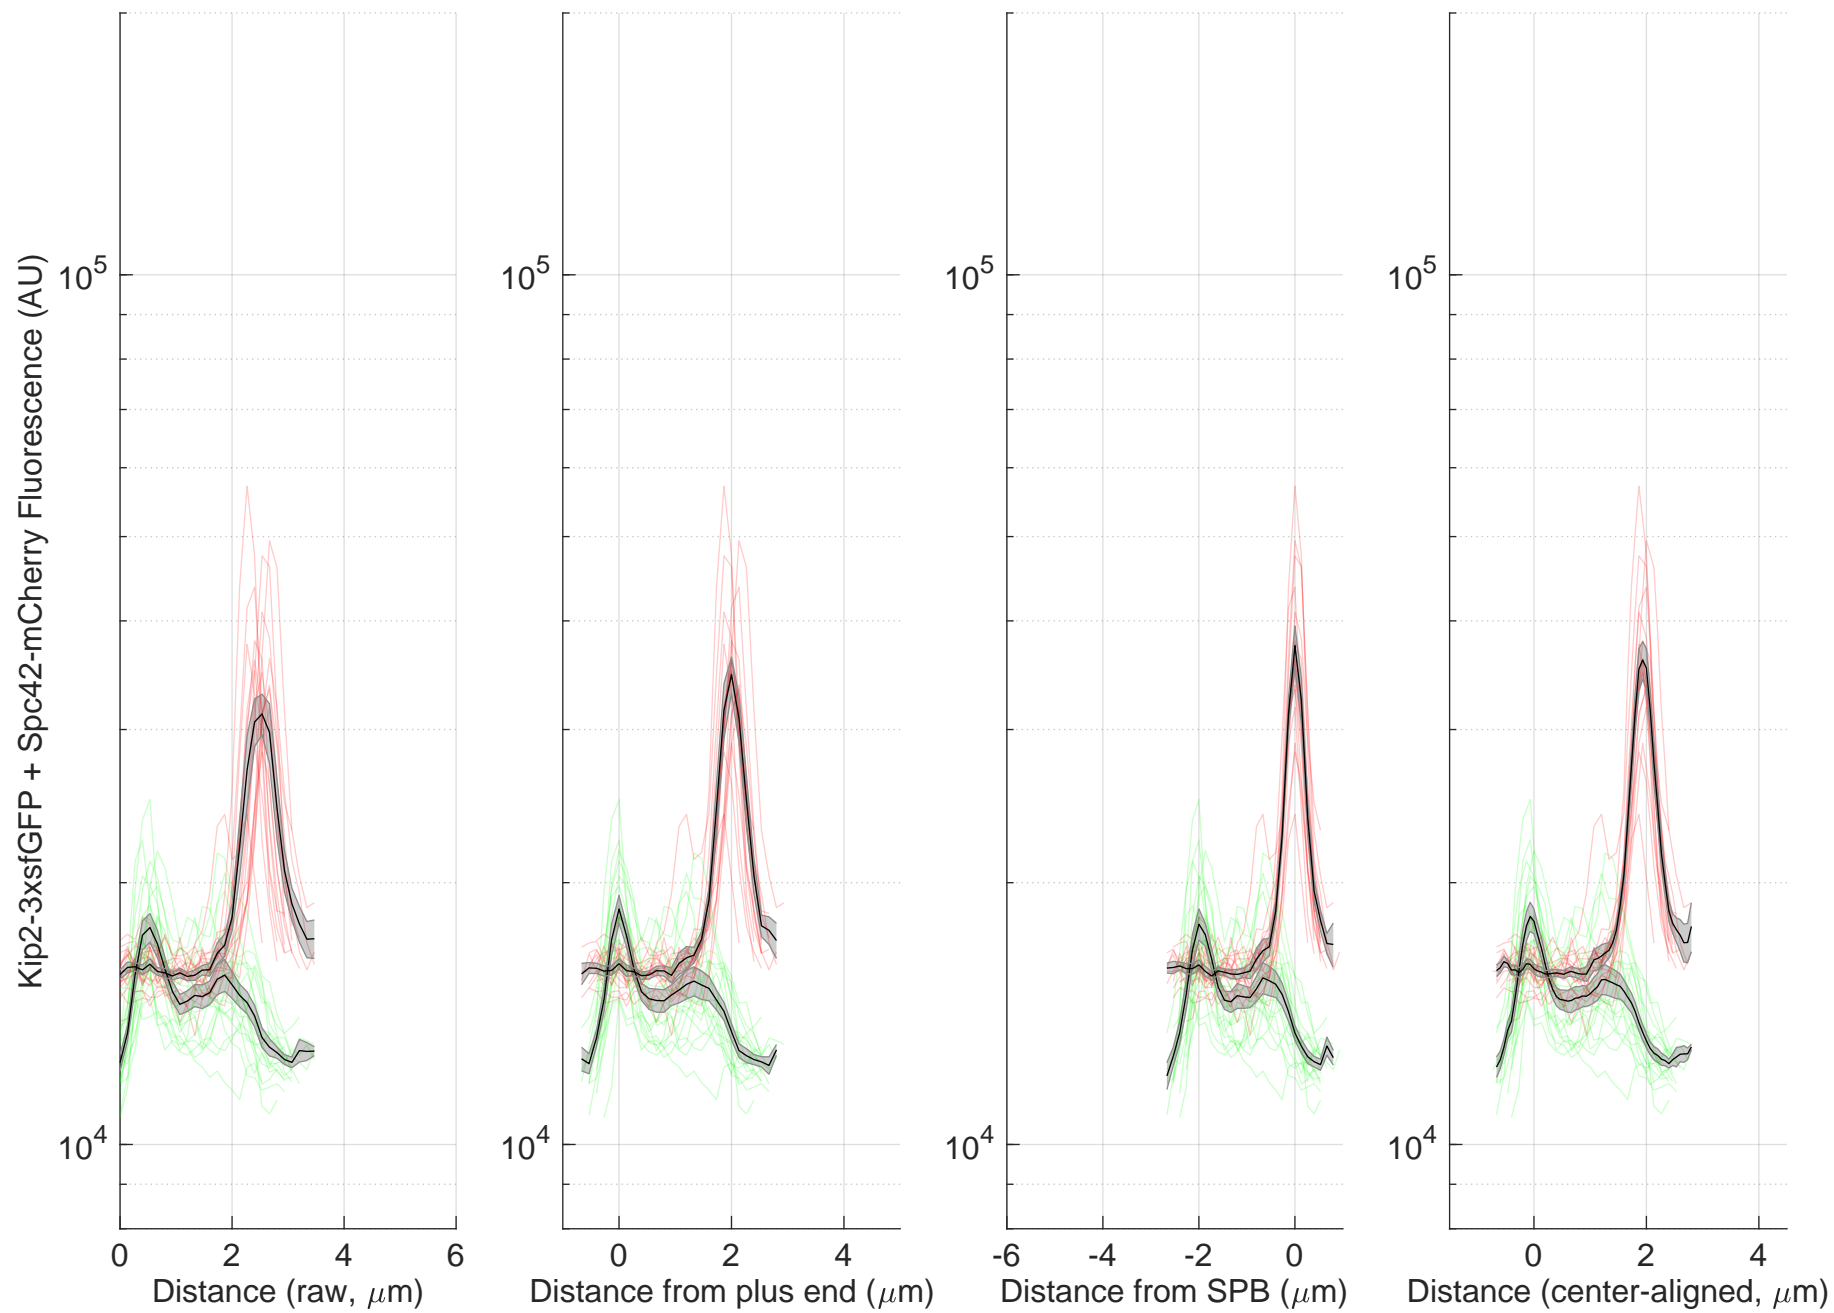 Kip2-3xsfGFP + Spc42-mCherry Fluorescence (AU)
10^5
10^4
0 2 4 6
Distance (raw, μm)
10^5
10^4
0 2 4
Distance from plus end (μm)
10^5
10^4
-6 -4 -2 0
Distance from SPB (μm)
10^5
10^4
0 2 4
Distance (center-aligned, μm)